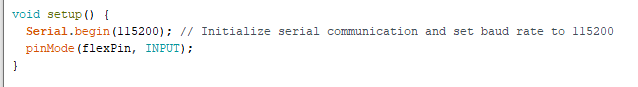 void setup() {
  Serial.begin(115200); // Initialize serial communication and set baud rate to 115200
  pinMode(flexPin, INPUT);
}